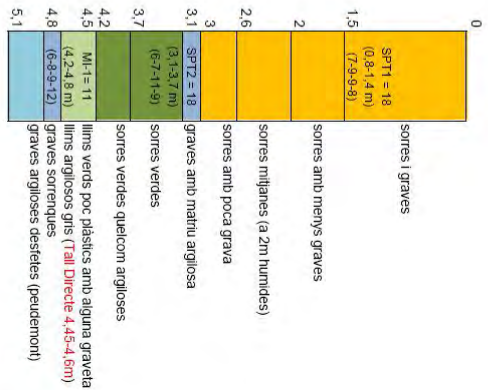 0
SPT1 = 18
(0,8-1,4 m)
(7-9-9-8)
sorres i graves
1,5
sorres amb menys graves
2
sorres mitjanes (a 2m humides)
2,6
sorres amb poca grava
3
3,1
SPT2 = 18
(3,1-3,7 m)
(6-7-11-9)
graves amb matriu argilosa
sorres verdes
3,7
sorres verdes quelcom argiloses
4,2
MI-1= 11
(4,2-4,8 m)
(6-8-9-12)
llims verds poc plàstics amb alguna graveta
4,5
llims argilosos gris (Tall Directe 4,45-4,6m)
4,8
graves sorrenques
graves argiloses desfetes (peudemont)
5,1